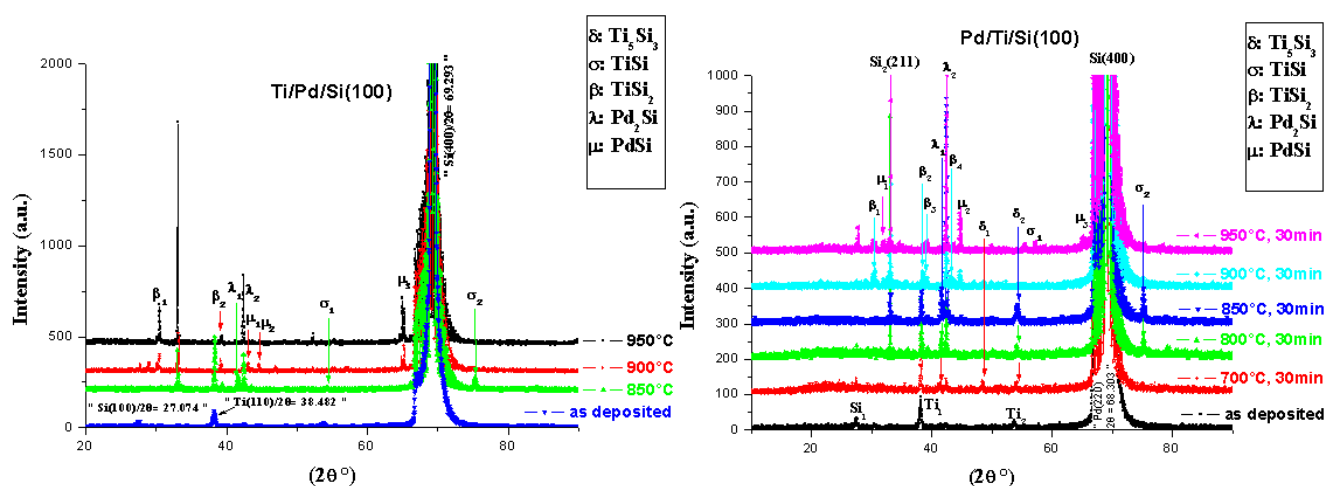 Ti/Pd/Si(100)
δ: Ti5Si3
σ: TiSi
β: TiSi2
λ: Pd2Si
μ: PdSi
Intensity (a.u.)
2000
1500
1000
500
0
" Si(400)/2θ= 69.293 "
β1
β2
λ1
λ2
μ1
μ2
σ1
μ3
σ2
950°C
900°C
850°C
as deposited
" Si(100)/2θ= 27.074 "
" Ti(110)/2θ= 38.482 "
20 40 60 80
(2θ°)
Pd/Ti/Si(100)
δ: Ti5Si3
σ: TiSi
β: TiSi2
λ: Pd2Si
μ: PdSi
Intensity (a.u.)
1000
900
800
700
600
500
400
300
200
100
0
Si2(211)
λ2
Si(400)
λ1
β2
β4
μ1
β1
β3
μ2
δ1
δ2
σ1
μ3
σ2
950°C, 30min
900°C, 30min
850°C, 30min
800°C, 30min
700°C, 30min
as deposited
Si1
Ti1
Ti2
" Pd(220)
2θ = 68.303 "
20 40 60 80
(2θ°)